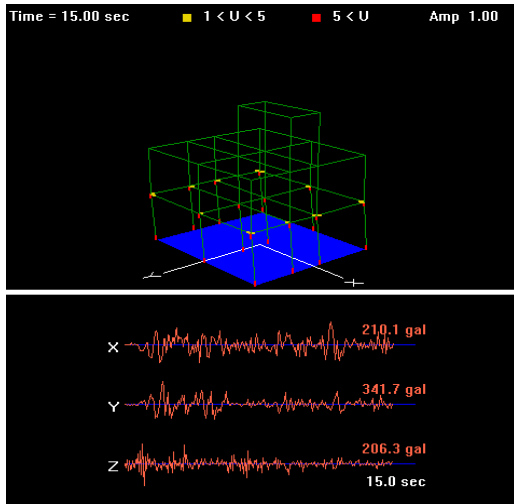 Time = 15.00 sec 1 < U < 5 5 < U Amp 1.00
X 210.1 gal
Y 341.7 gal
Z 206.3 gal
15.0 sec